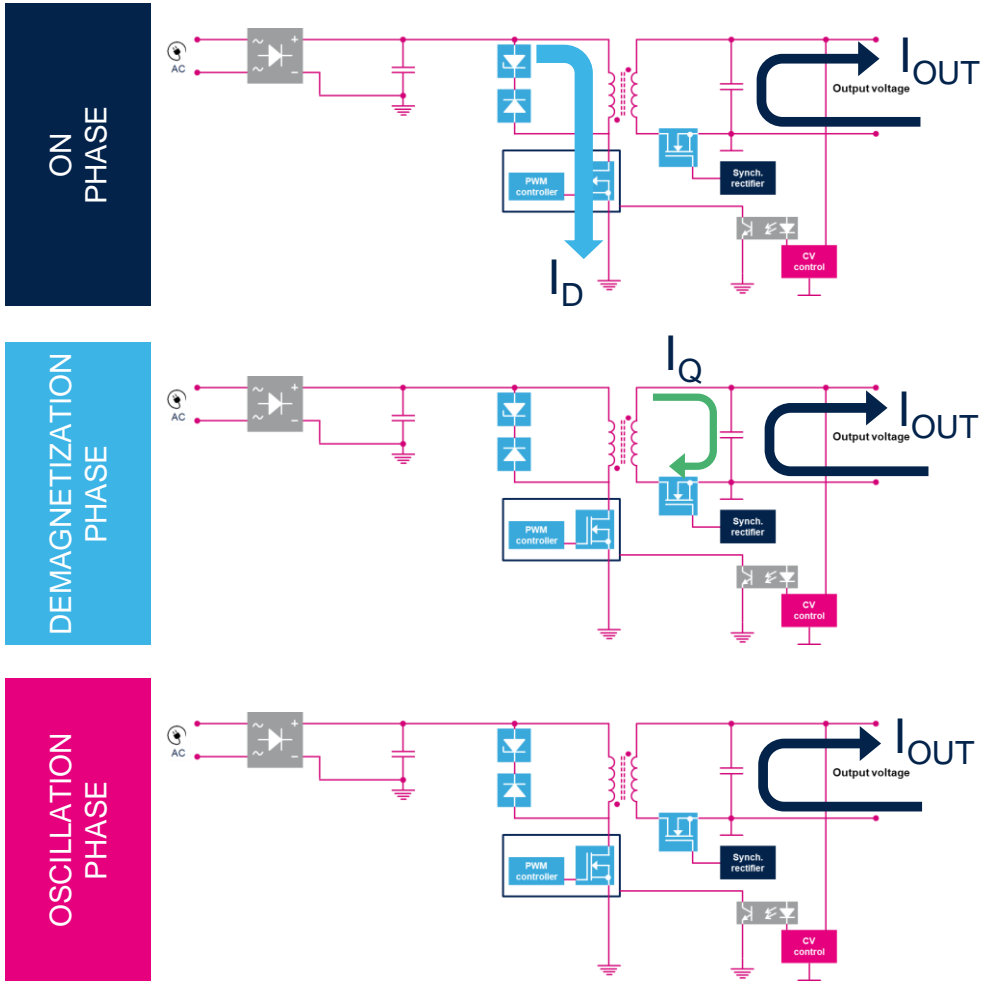 ON
PHASE
AC
~
~
+
−
PWM
controller
I_D
Synch.
rectifier
CV
control
Output voltage
I_OUT
DEMAGNETIZATION
PHASE
AC
~
~
+
−
PWM
controller
I_Q
Synch.
rectifier
CV
control
Output voltage
I_OUT
OSCILLATION
PHASE
AC
~
~
+
−
PWM
controller
Synch.
rectifier
CV
control
Output voltage
I_OUT